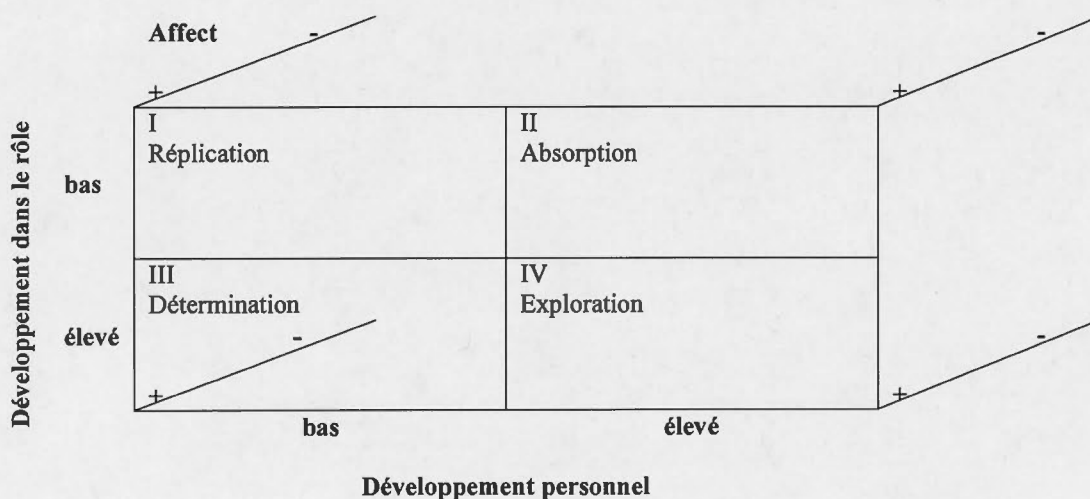 Affect
-
-
+
+
I
II
Réplication
Absorption
bas
III
IV
Détermination
Exploration
élevé
-
-
+
+
bas
élevé
Développement dans le rôle
Développement personnel